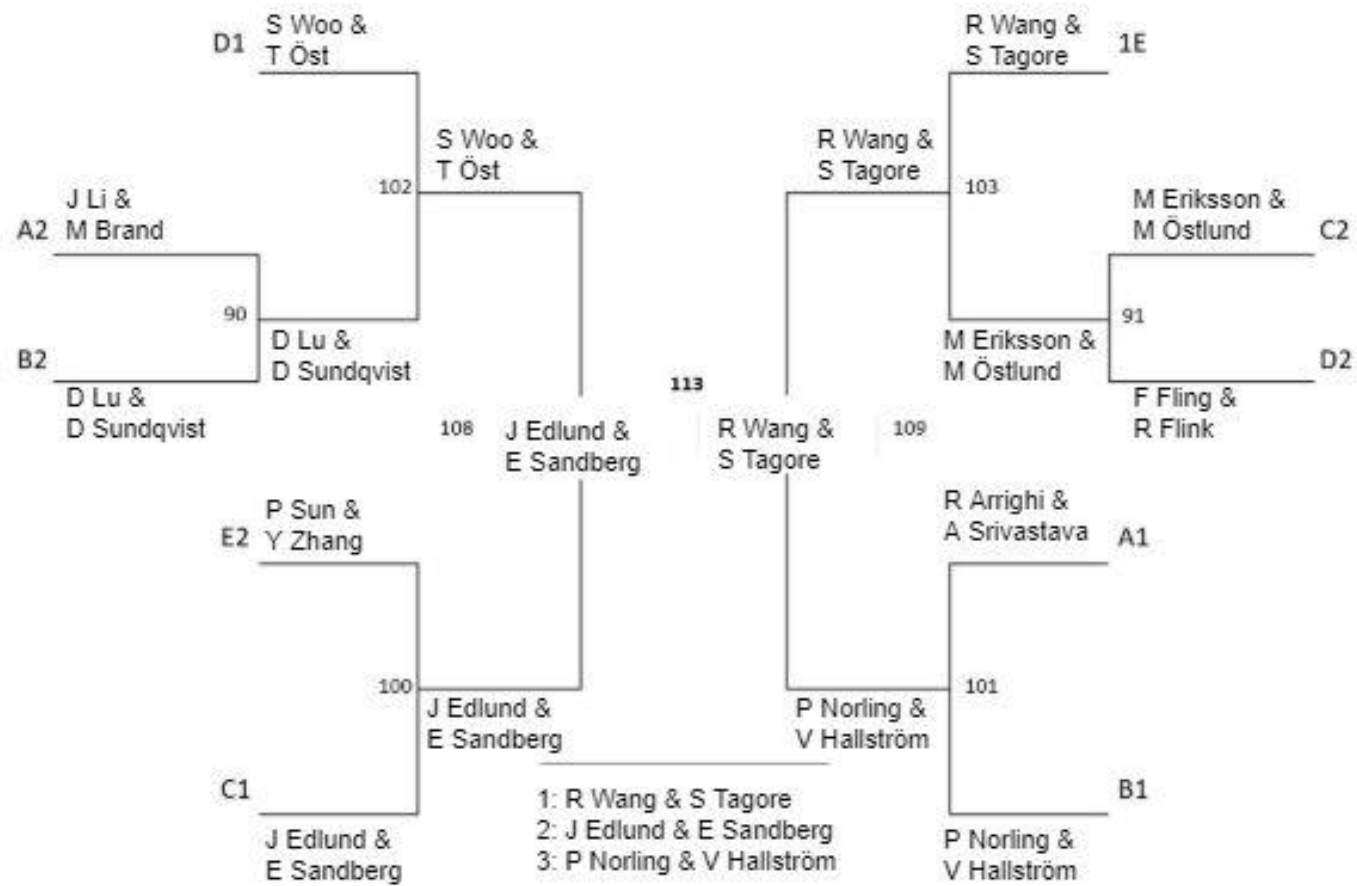 D1
S Woo &
T Öst
S Woo &
T Öst
102
A2
J Li &
M Brand
90
B2
D Lu &
D Sundqvist
D Lu &
D Sundqvist
108
J Edlund &
E Sandberg
E2
P Sun &
Y Zhang
100
J Edlund &
E Sandberg
C1
J Edlund &
E Sandberg
113
R Wang &
S Tagore
1E
R Wang &
S Tagore
103
M Eriksson &
M Östlund
C2
91
M Eriksson &
M Östlund
D2
F Fling &
R Flink
R Wang &
S Tagore
109
R Arrighi &
A Srivastava
A1
101
P Norling &
V Hallström
B1
P Norling &
V Hallström
1: R Wang & S Tagore
2: J Edlund & E Sandberg
3: P Norling & V Hallström